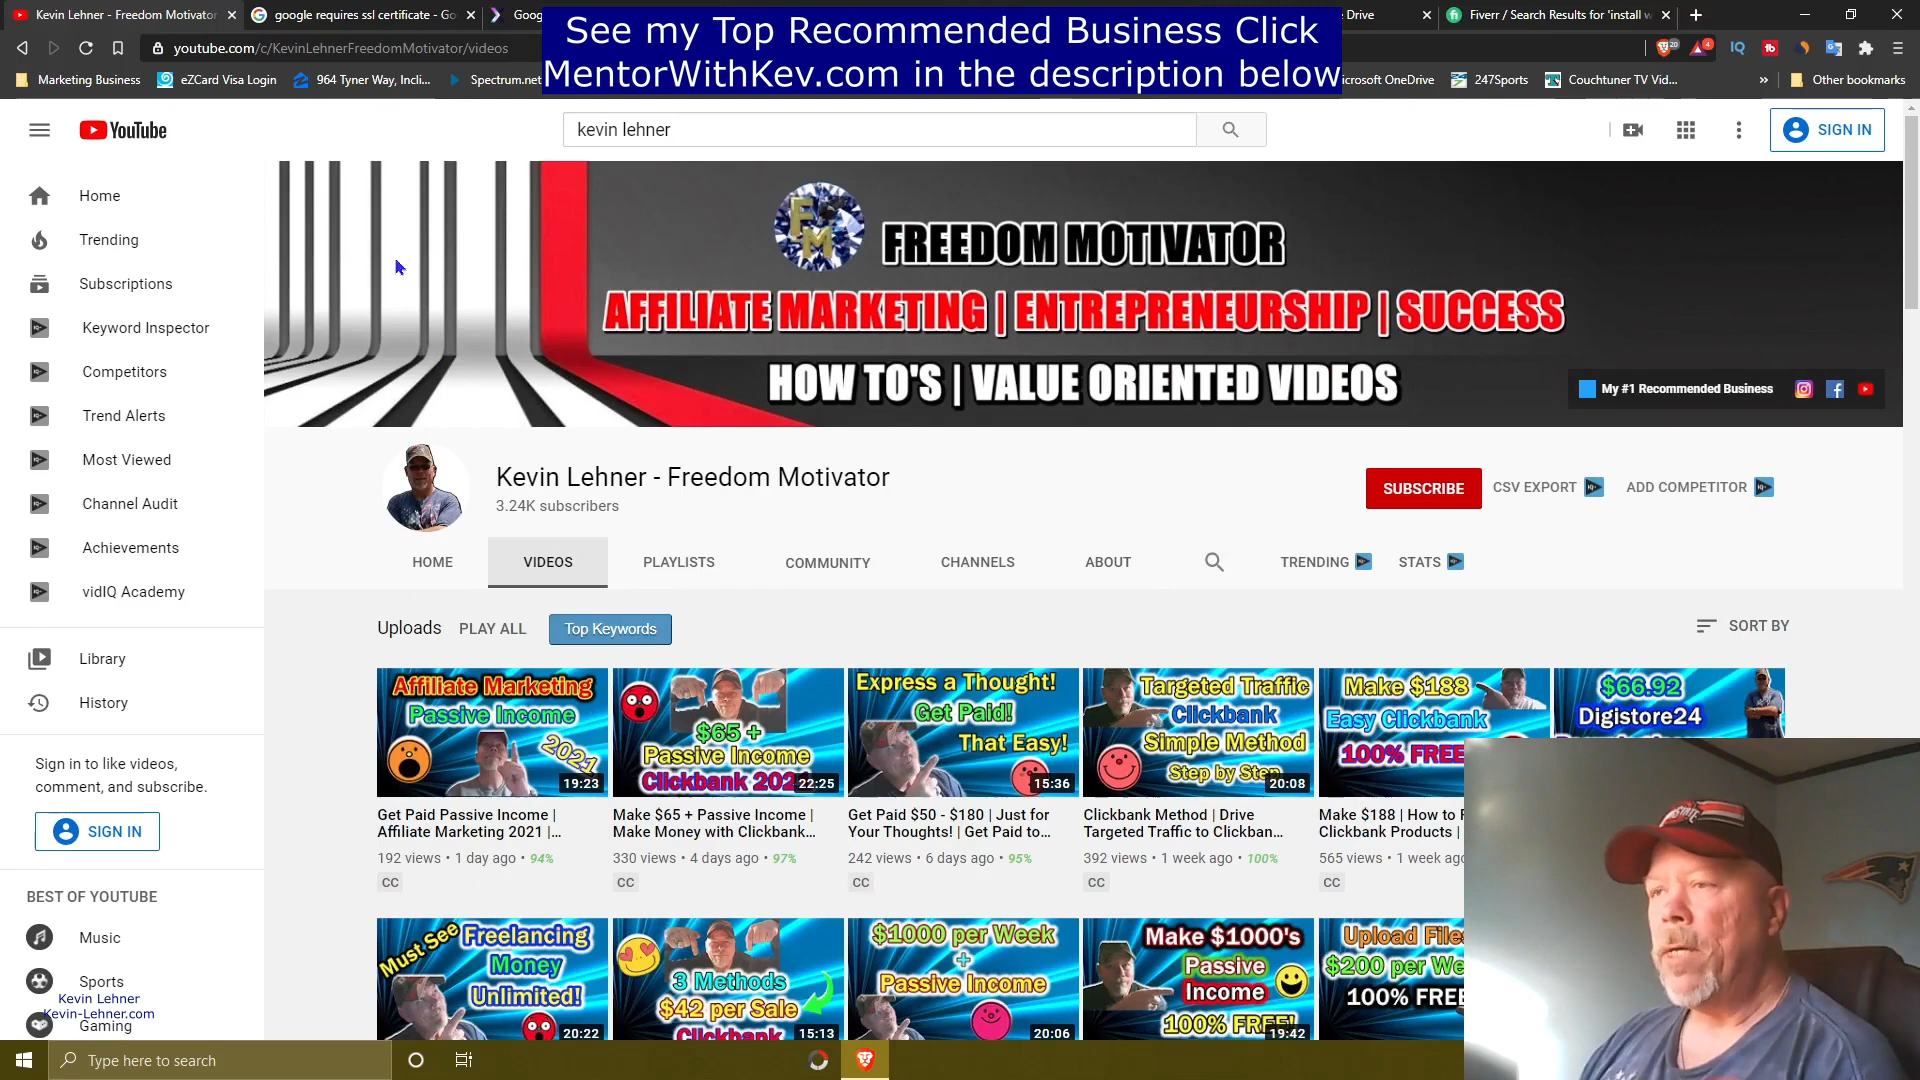 Kevin Lehner - Freedom Motivator
google requires ssl certificate - Go
Goo
Drive
Fiverr / Search Results for 'install w
See my Top Recommended Business Click
MentorWithKev.com in the description below
youtube.com/c/KevinLehnerFreedomMotivator/videos
Marketing Business
eZCard Visa Login
964 Tyner Way, Incli...
Spectrum.net
icrosoft OneDrive
247Sports
Couchtuner TV Vid...
Other bookmarks
YouTube
kevin lehner
SIGN IN
Home
Trending
Subscriptions
Keyword Inspector
Competitors
Trend Alerts
Most Viewed
Channel Audit
Achievements
vidIQ Academy
Library
History
Sign in to like videos,
comment, and subscribe.
SIGN IN
BEST OF YOUTUBE
Music
Sports
Kevin Lehner
Kevin-Lehner.com
Gaming
FM
FREEDOM MOTIVATOR
AFFILIATE MARKETING | ENTREPRENEURSHIP | SUCCESS
HOW TO'S | VALUE ORIENTED VIDEOS
My #1 Recommended Business
Kevin Lehner - Freedom Motivator
3.24K subscribers
SUBSCRIBE
CSV EXPORT
ADD COMPETITOR
HOME
VIDEOS
PLAYLISTS
COMMUNITY
CHANNELS
ABOUT
TRENDING
STATS
Uploads
PLAY ALL
Top Keywords
SORT BY
Affiliate Marketing
Passive Income
2021
19:23
Get Paid Passive Income |
Affiliate Marketing 2021 |...
192 views • 1 day ago • 94%
CC
$65 +
Passive Income
Clickbank 202
22:25
Make $65 + Passive Income |
Make Money with Clickbank...
330 views • 4 days ago • 97%
CC
Express a Thought!
Get Paid!
That Easy!
15:36
Get Paid $50 - $180 | Just for
Your Thoughts! | Get Paid to...
242 views • 6 days ago • 95%
CC
Targeted Traffic
Clickbank
Simple Method
Step by Step
20:08
Clickbank Method | Drive
Targeted Traffic to Clickban...
392 views • 1 week ago • 100%
CC
Make $188
Easy Clickbank
100% FREE
Make $188 | How to F
Clickbank Products |
565 views • 1 week ago
CC
$66.92
Digistore24
Must See
Freelancing
Money
Unlimited!
20:22
3 Methods
$42 per Sale
Clickbank
15:13
$1000 per Week
+
Passive Income
20:06
Make $1000's
Passive
Income
100% FREE!
19:42
Upload Files
$200 per We
100% FREE
Type here to search